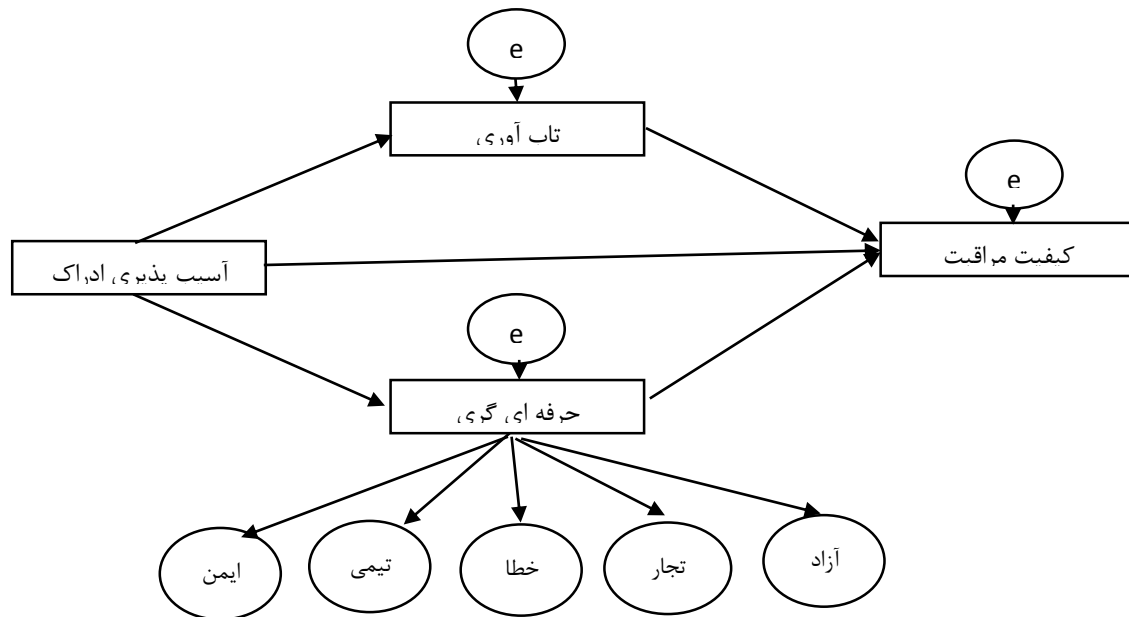 e
تاب آوری
e
کیفیت مراقبت
آسیب پذیری ادراک
e
حرفه ای گری
ایمن
تیمی
خطا
تجار
آزاد